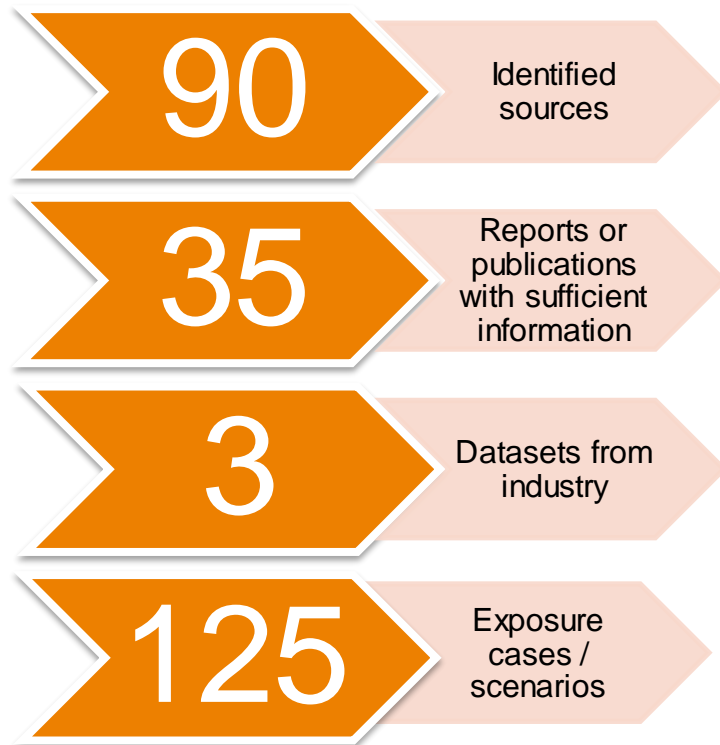 90
Identified
sources
35
Reports or
publications
with sufficient
information
3
Datasets from
industry
125
Exposure
cases /
scenarios